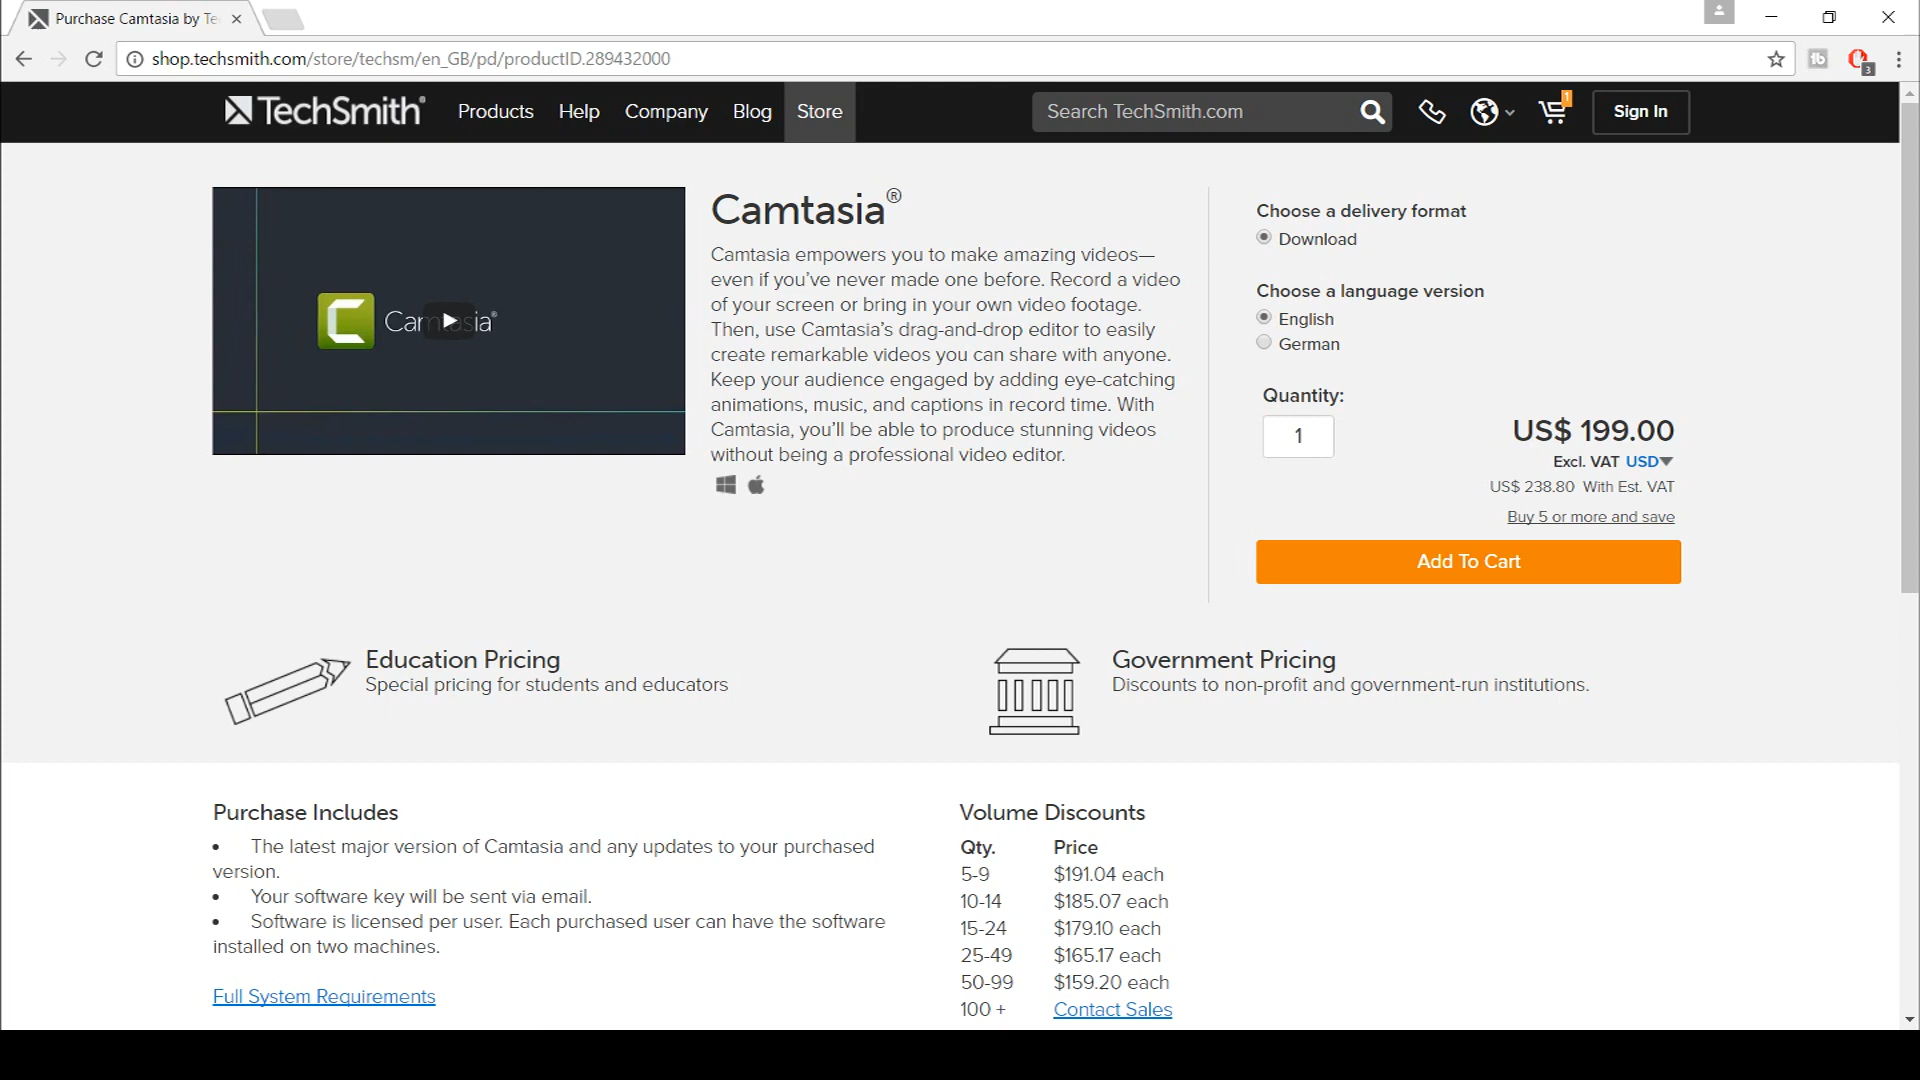 Purchase Camtasia by Te
shop.techsmith.com/store/techsm/en_GB/pd/productID.289432000
3
TechSmith®
Products
Help
Company
Blog
Store
Search TechSmith.com
1
Sign In
Camtasia®
Camtasia empowers you to make amazing videos—
even if you've never made one before. Record a video
of your screen or bring in your own video footage.
Then, use Camtasia's drag-and-drop editor to easily
create remarkable videos you can share with anyone.
Keep your audience engaged by adding eye-catching
animations, music, and captions in record time. With
Camtasia, you'll be able to produce stunning videos
without being a professional video editor.
Choose a delivery format
Download
Choose a language version
English
German
Quantity:
1
US$ 199.00
Excl. VAT USD
US$ 238.80 With Est. VAT
Buy 5 or more and save
Add To Cart
Education Pricing
Special pricing for students and educators
Government Pricing
Discounts to non-profit and government-run institutions.
Purchase Includes
• The latest major version of Camtasia and any updates to your purchased
version.
• Your software key will be sent via email.
• Software is licensed per user. Each purchased user can have the software
installed on two machines.
Full System Requirements
Volume Discounts
Qty. Price
5-9 $191.04 each
10-14 $185.07 each
15-24 $179.10 each
25-49 $165.17 each
50-99 $159.20 each
100 + Contact Sales